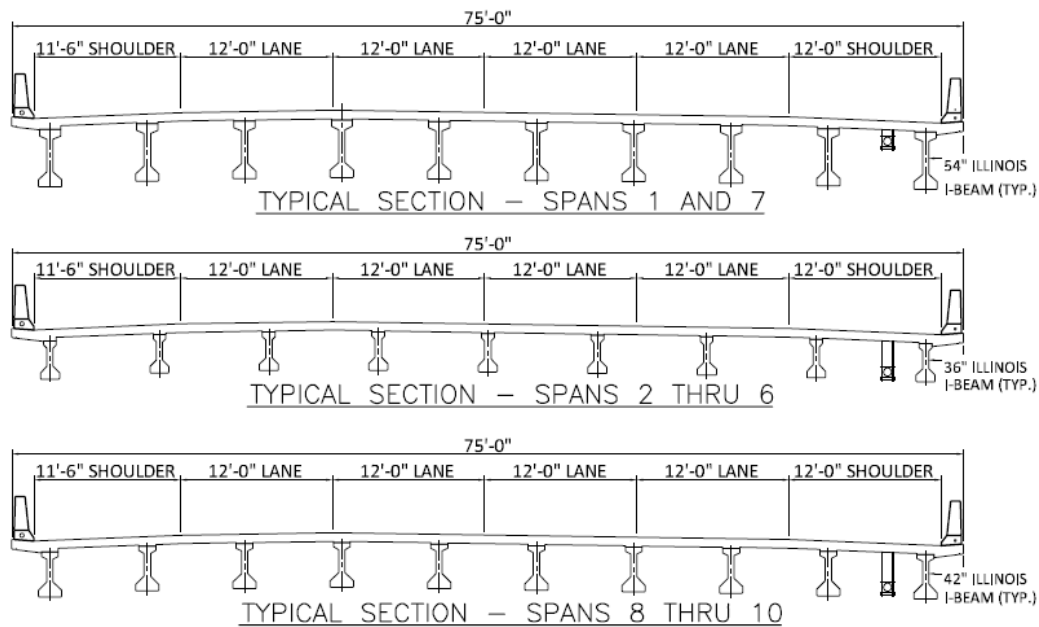 75'-0"
11'-6" SHOULDER 12'-0" LANE 12'-0" LANE 12'-0" LANE 12'-0" LANE 12'-0" SHOULDER
54" ILLINOIS
I-BEAM (TYP.)
TYPICAL SECTION – SPANS 1 AND 7
75'-0"
11'-6" SHOULDER 12'-0" LANE 12'-0" LANE 12'-0" LANE 12'-0" LANE 12'-0" SHOULDER
36" ILLINOIS
I-BEAM (TYP.)
TYPICAL SECTION – SPANS 2 THRU 6
75'-0"
11'-6" SHOULDER 12'-0" LANE 12'-0" LANE 12'-0" LANE 12'-0" LANE 12'-0" SHOULDER
42" ILLINOIS
I-BEAM (TYP.)
TYPICAL SECTION – SPANS 8 THRU 10